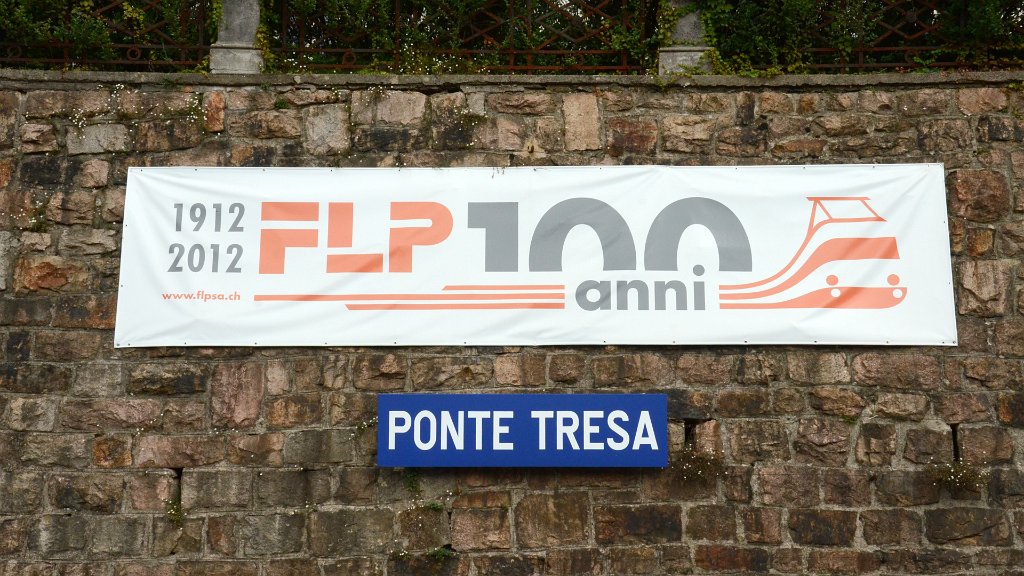 1912
2012
FLP 100
anni
www.flpsa.ch
PONTE TRESA